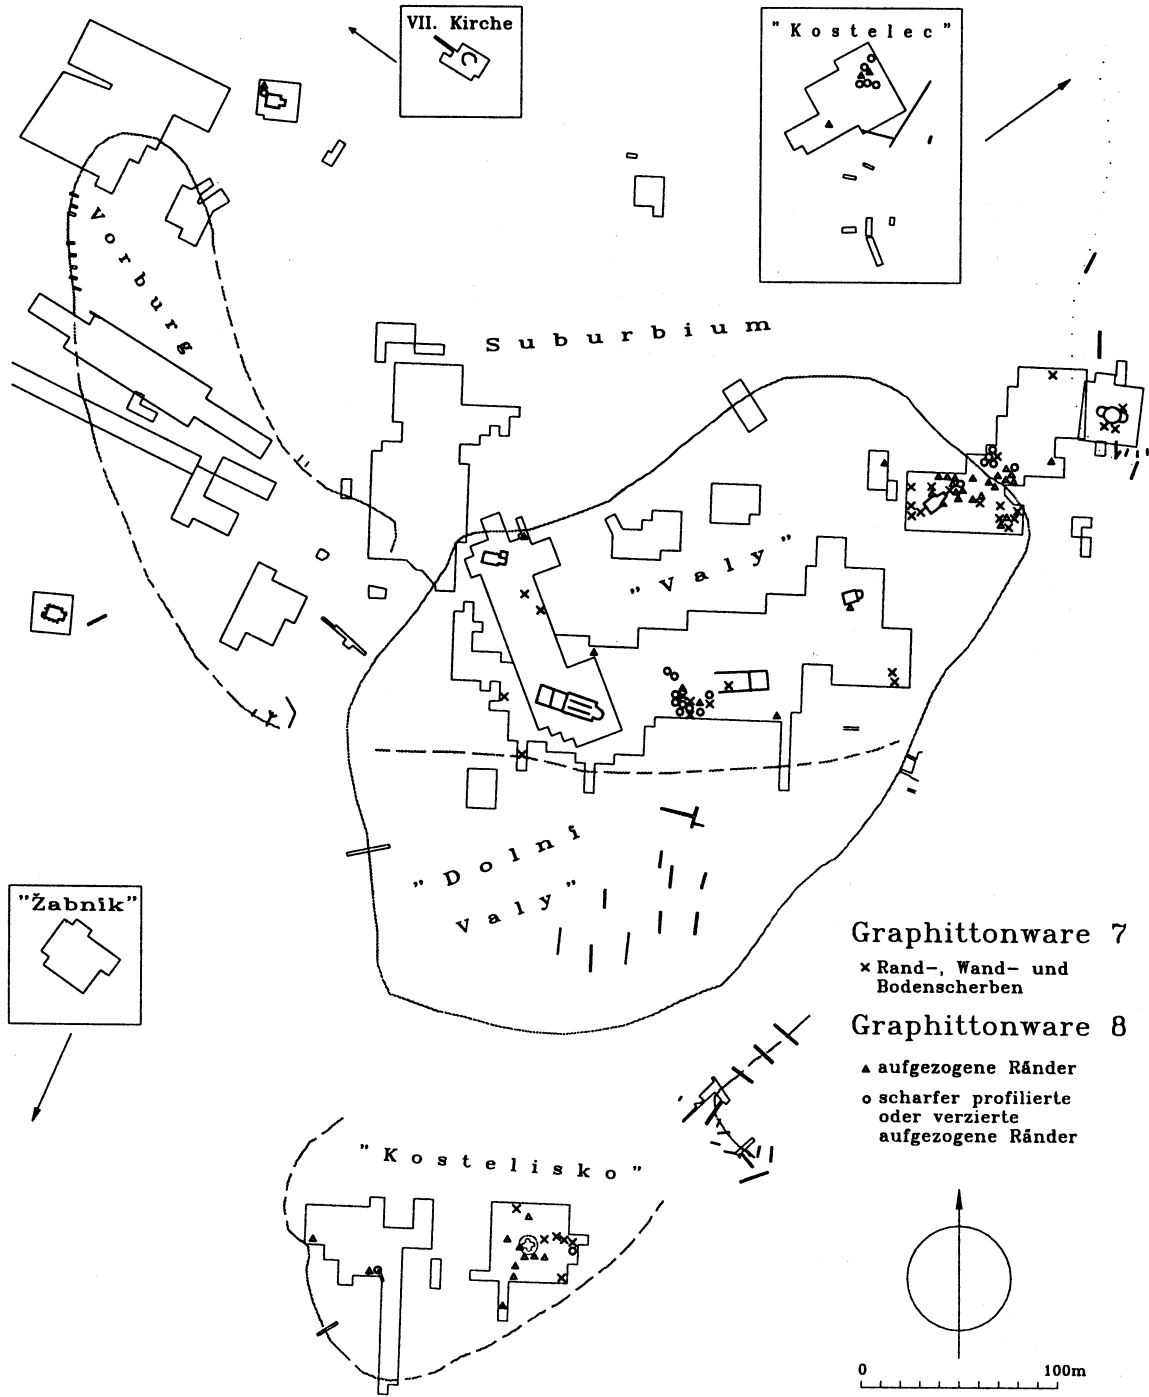 VII. Kirche
"Kostelec"
Vorburg
Suburbium
"Valy"
"Dolní
Valy"
"Žabník"
Graphittonware 7
× Rand-, Wand- und
Bodenscherben
Graphittonware 8
▲ aufgezogene Ränder
o scharfer profilierte
oder verzierte
aufgezogene Ränder
"Kostelisko"
0 100m